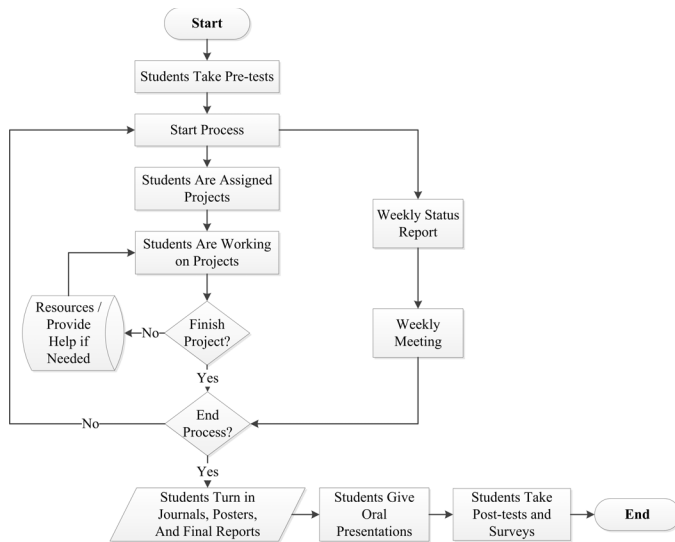 Start
Students Take Pre-tests
Start Process
Students Are Assigned
Projects
Weekly Status
Report
Students Are Working
on Projects
Resources /
Provide
Help if
Needed
No
Finish
Project?
Weekly
Meeting
Yes
No
End
Process?
Yes
Students Turn in
Journals, Posters,
And Final Reports
Students Give
Oral
Presentations
Students Take
Post-tests and
Surveys
End